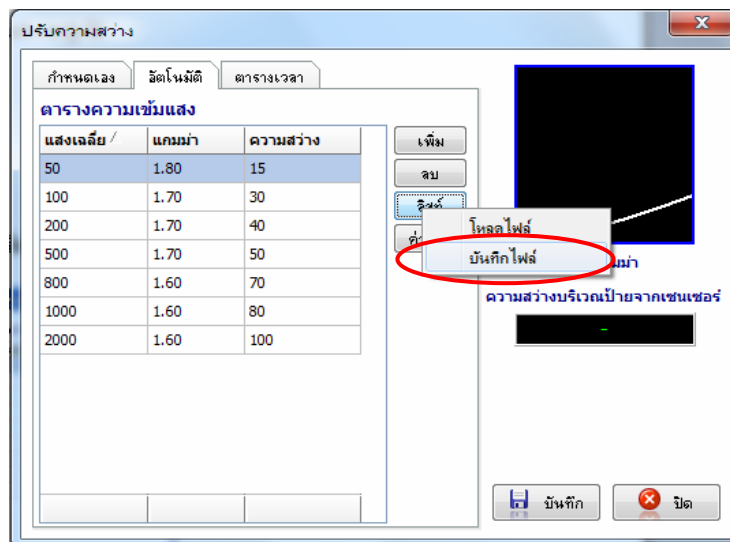 ปรับความสว่าง
กำหนดเอง อัตโนมัติ ตารางเวลา
ตารางความเข้มแสง
แสงเฉลี่ย แกมม่า ความสว่าง
50 1.80 15
100 1.70 30
200 1.70 40
500 1.70 50
800 1.60 70
1000 1.60 80
2000 1.60 100
เพิ่ม
ลบ
ลิสท์
โหลดไฟล์
บันทึกไฟล์
ความสว่างบริเวณป้ายจากเซนเซอร์
-
บันทึก ปิด